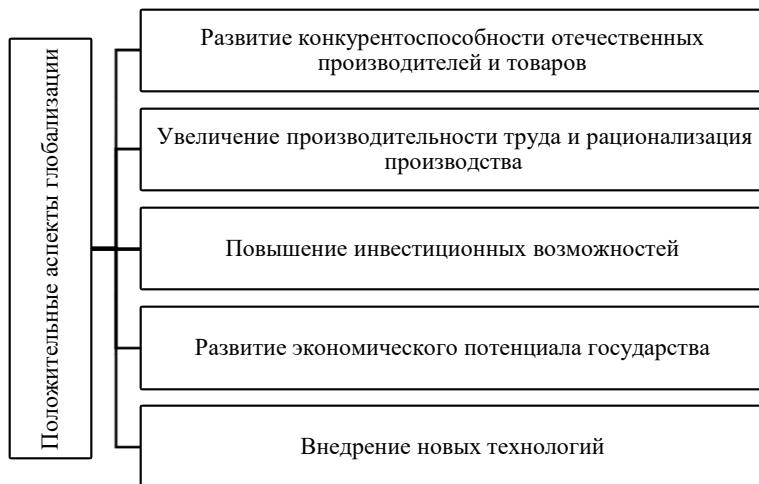 Положительные аспекты глобализации
Развитие конкурентоспособности отечественных
производителей и товаров
Увеличение производительности труда и рационализация
производства
Повышение инвестиционных возможностей
Развитие экономического потенциала государства
Внедрение новых технологий